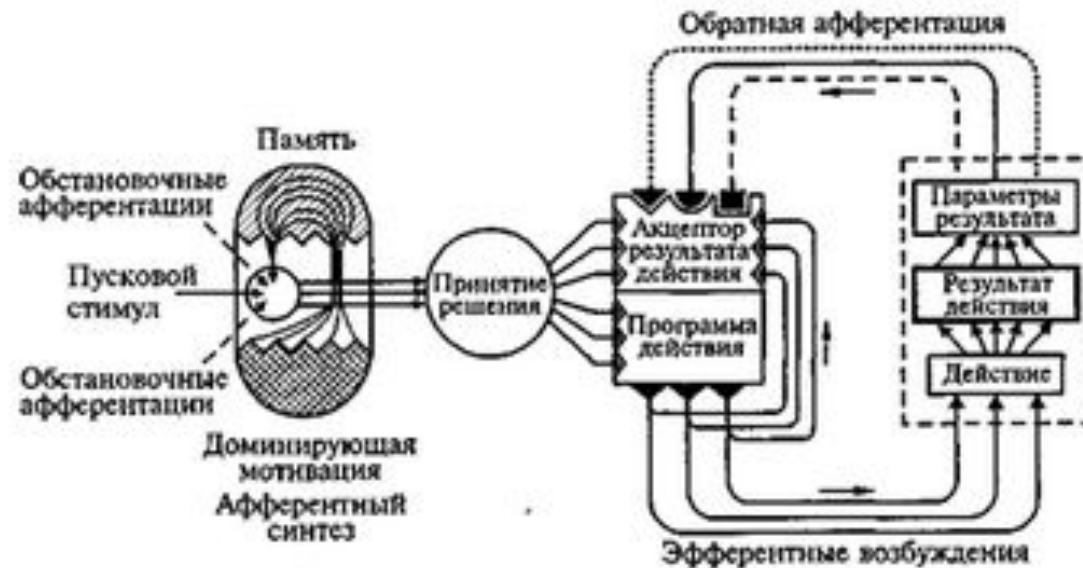 Обратная афферентация
Память
Обстановочные
афферентации
Пусковой
стимул
Обстановочные
афферентации
Доминирующая
мотивация
Афферентный
синтез
Принятие
решения
Акцептор
результата
действия
Программа
действия
Параметры
результата
Результат
действия
Действие
Эфферентные возбуждения